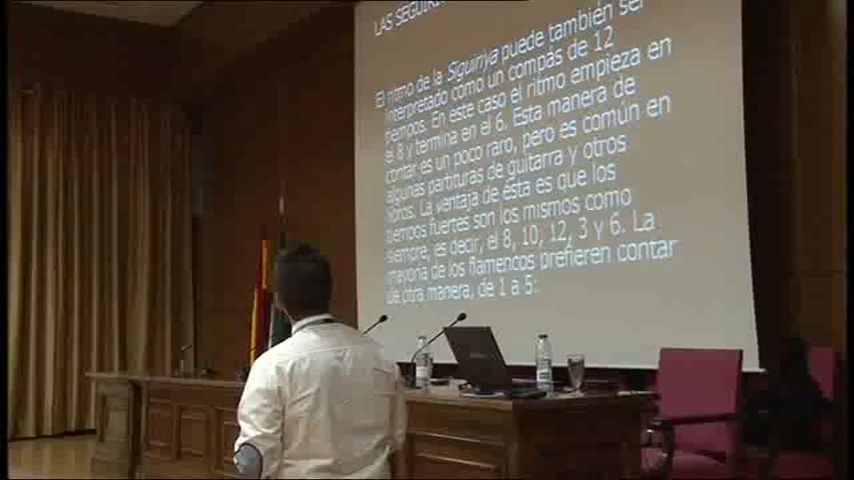 LAS SEGUIRI
El ritmo de la Siguiriya puede también ser
interpretado como un compás de 12
tiempos. En este caso el ritmo empieza en
el 8 y termina en el 6. Esta manera de
contar es un poco raro, pero es común en
algunas partituras de guitarra y otros
libros. La ventaja de ésta es que los
tiempos fuertes son los mismos como
siempre, es decir, el 8, 10, 12, 3 y 6. La
mayoria de los flamencos prefieren contar
de otra manera, de 1 a 5: